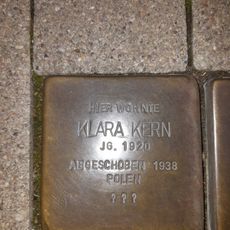 HIER WOHNTE
KLARA KERN
JG. 1920
ABGESCHOBEN 1938
POLEN
???